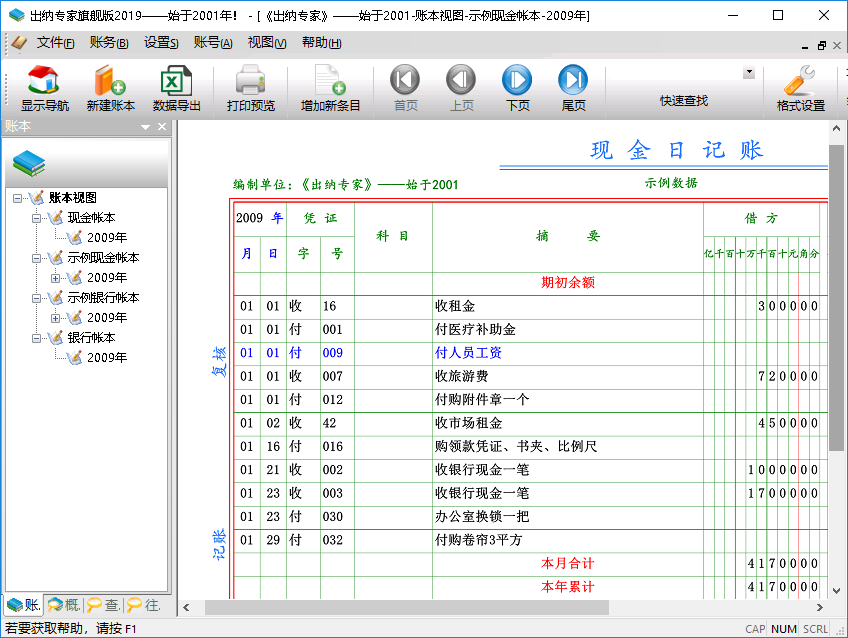 出纳专家旗舰版2019——始于2001年！ - [《出纳专家》——始于2001-账本视图-示例现金帐本-2009年]
文件(F) 账务(B) 设置(S) 账号(A) 视图(V) 帮助(H)
显示导航 新建账本 数据导出 打印预览 增加新条目 首页 上页 下页 尾页 快速查找 格式设置
账本
账本视图
现金帐本
2009年
示例现金帐本
2009年
示例银行帐本
2009年
银行帐本
2009年
账. 概. 查. 往.
现金日记账
编制单位：《出纳专家》——始于2001 示例数据
2009 年 凭 证 科 目 摘 要 借 方
月 日 字 号 亿千百十万千百十元角分
期初余额
01 01 收 16 收租金 300000
01 01 付 001 付医疗补助金
01 01 付 009 付人员工资
01 01 收 007 收旅游费 720000
01 01 付 012 付购附件章一个
01 02 收 42 收市场租金 450000
01 16 付 016 购领款凭证、书夹、比例尺
01 21 收 002 收银行现金一笔 1000000
01 23 收 003 收银行现金一笔 1700000
01 23 付 030 办公室换锁一把
01 29 付 032 付购卷帘3平方
本月合计 4170000
本年累计 4170000
复核
记账
若要获取帮助，请按 F1 CAP NUM SCRL